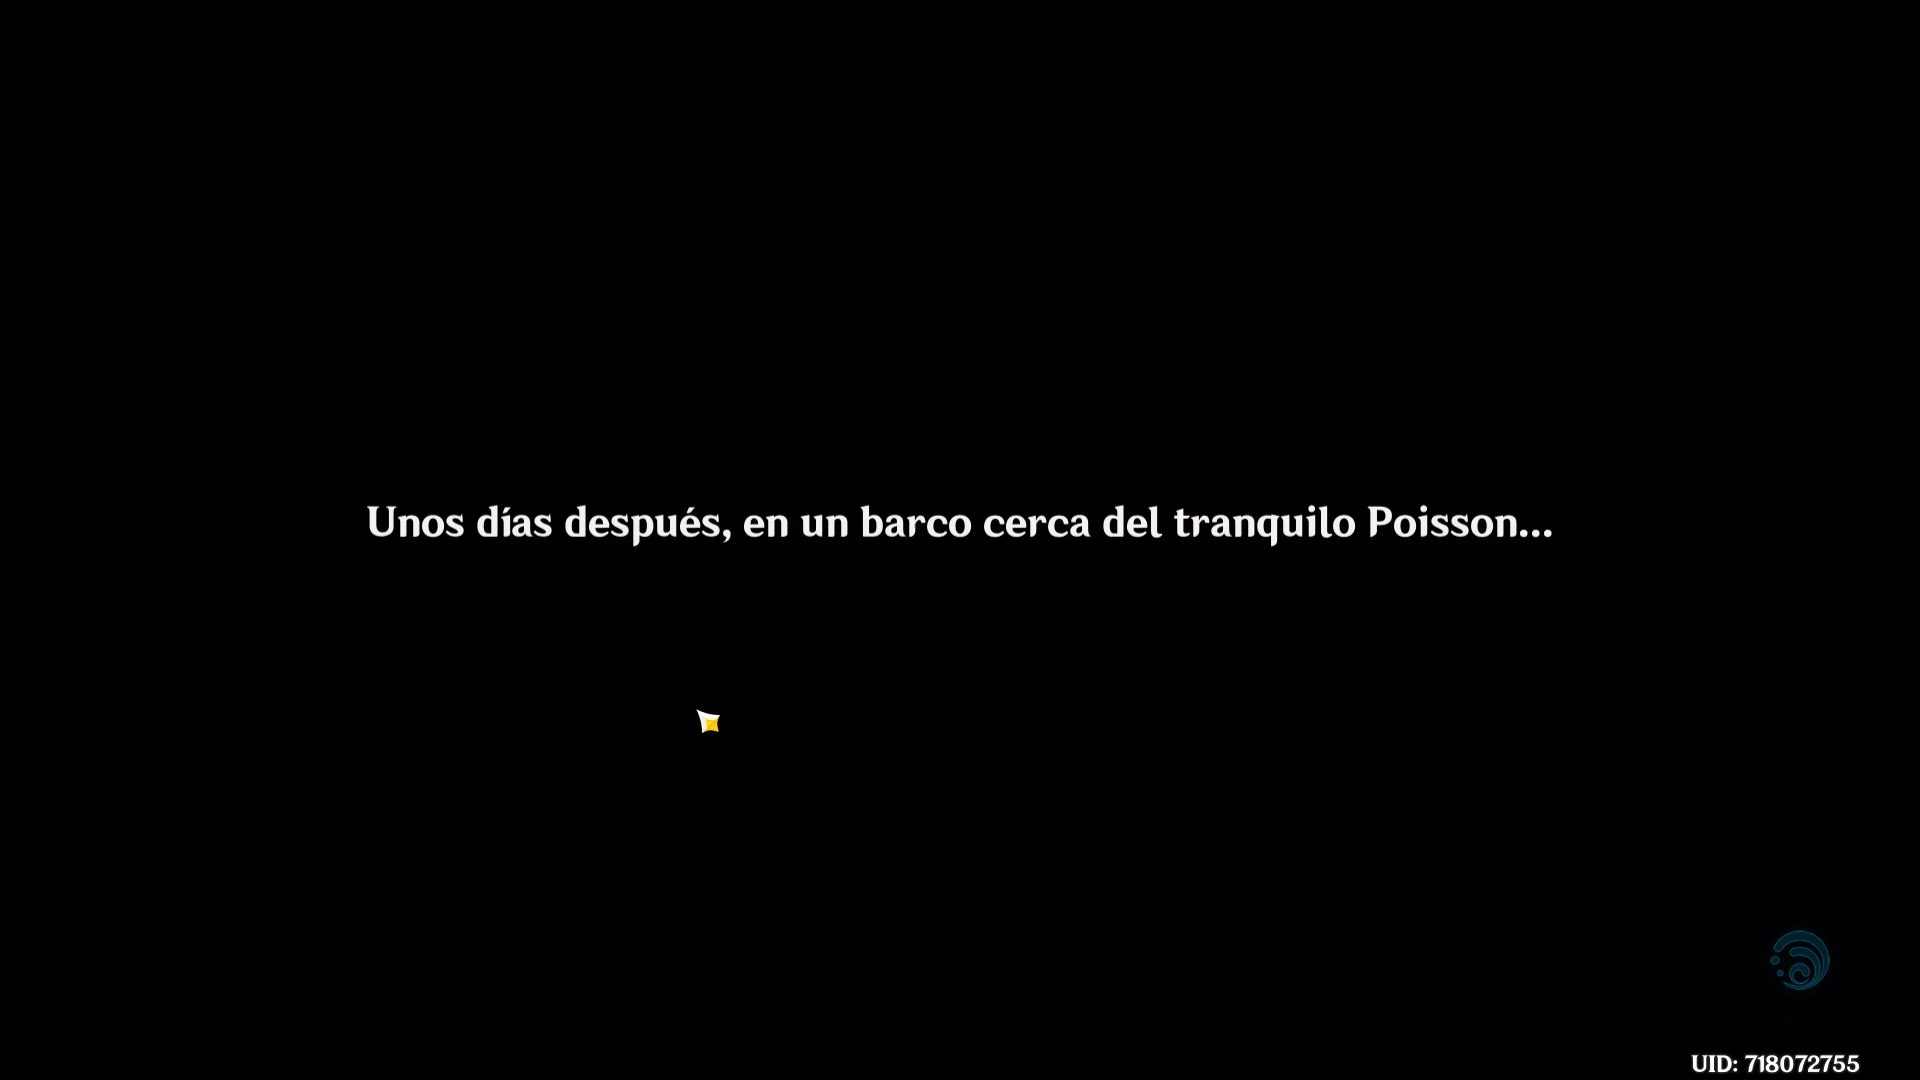 Unos días después, en un barco cerca del tranquilo Poisson...
UID: 718072755